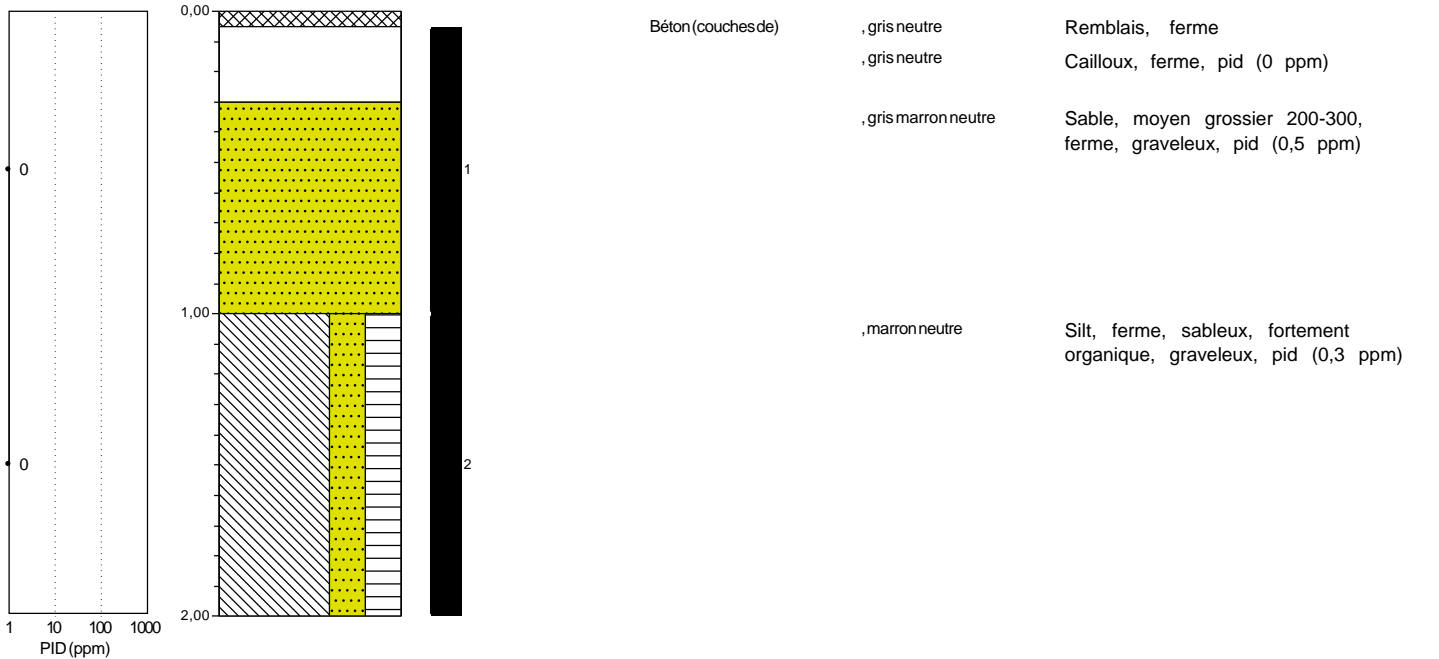 0,00
Béton (couches de)
, gris neutre
Remblais, ferme
, gris neutre
Cailloux, ferme, pid (0 ppm)
, gris marron neutre
Sable, moyen grossier 200-300,
ferme, graveleux, pid (0,5 ppm)
0
1
1,00
, marron neutre
Silt, ferme, sableux, fortement
organique, graveleux, pid (0,3 ppm)
0
2
2,00
1 10 100 1000
PID (ppm)